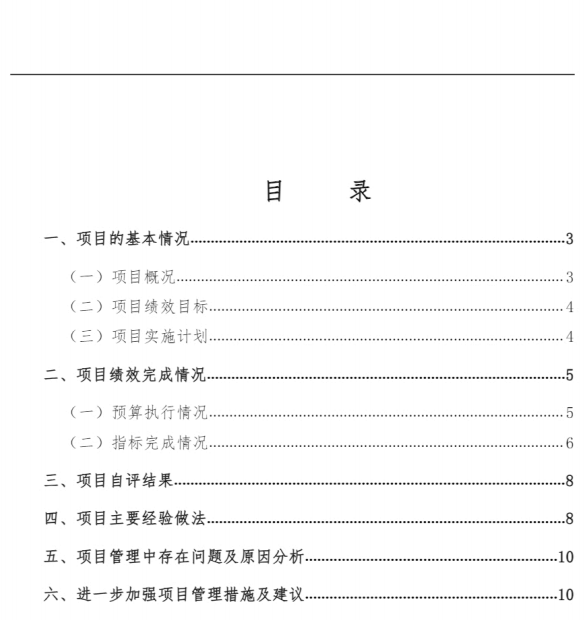 目 录
一、项目的基本情况........................................3
（一）项目概况........................................3
（二）项目绩效目标........................................4
（三）项目实施计划........................................4
二、项目绩效完成情况........................................5
（一）预算执行情况........................................5
（二）指标完成情况........................................6
三、项目自评结果........................................8
四、项目主要经验做法........................................8
五、项目管理中存在问题及原因分析........................................10
六、进一步加强项目管理措施及建议........................................10